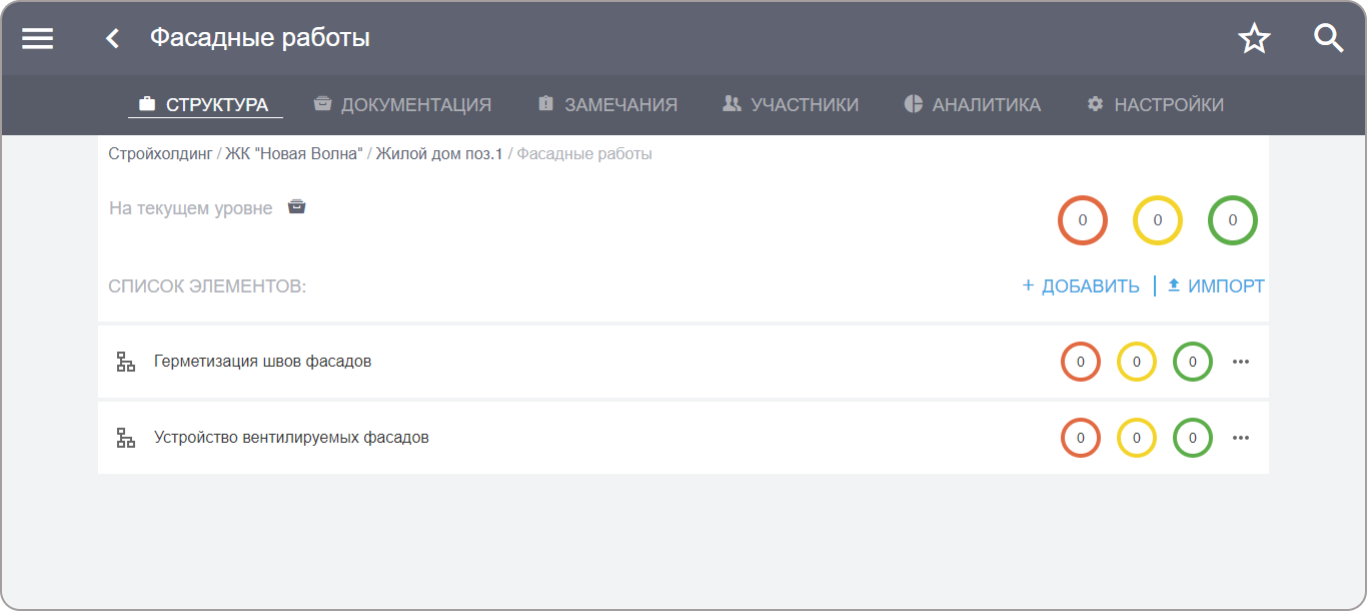 Фасадные работы
СТРУКТУРА ДОКУМЕНТАЦИЯ ЗАМЕЧАНИЯ УЧАСТНИКИ АНАЛИТИКА НАСТРОЙКИ
Стройхолдинг / ЖК "Новая Волна" / Жилой дом поз.1 / Фасадные работы
На текущем уровне 0 0 0
СПИСОК ЭЛЕМЕНТОВ: + ДОБАВИТЬ | ИМПОРТ
Герметизация швов фасадов 0 0 0
Устройство вентилируемых фасадов 0 0 0